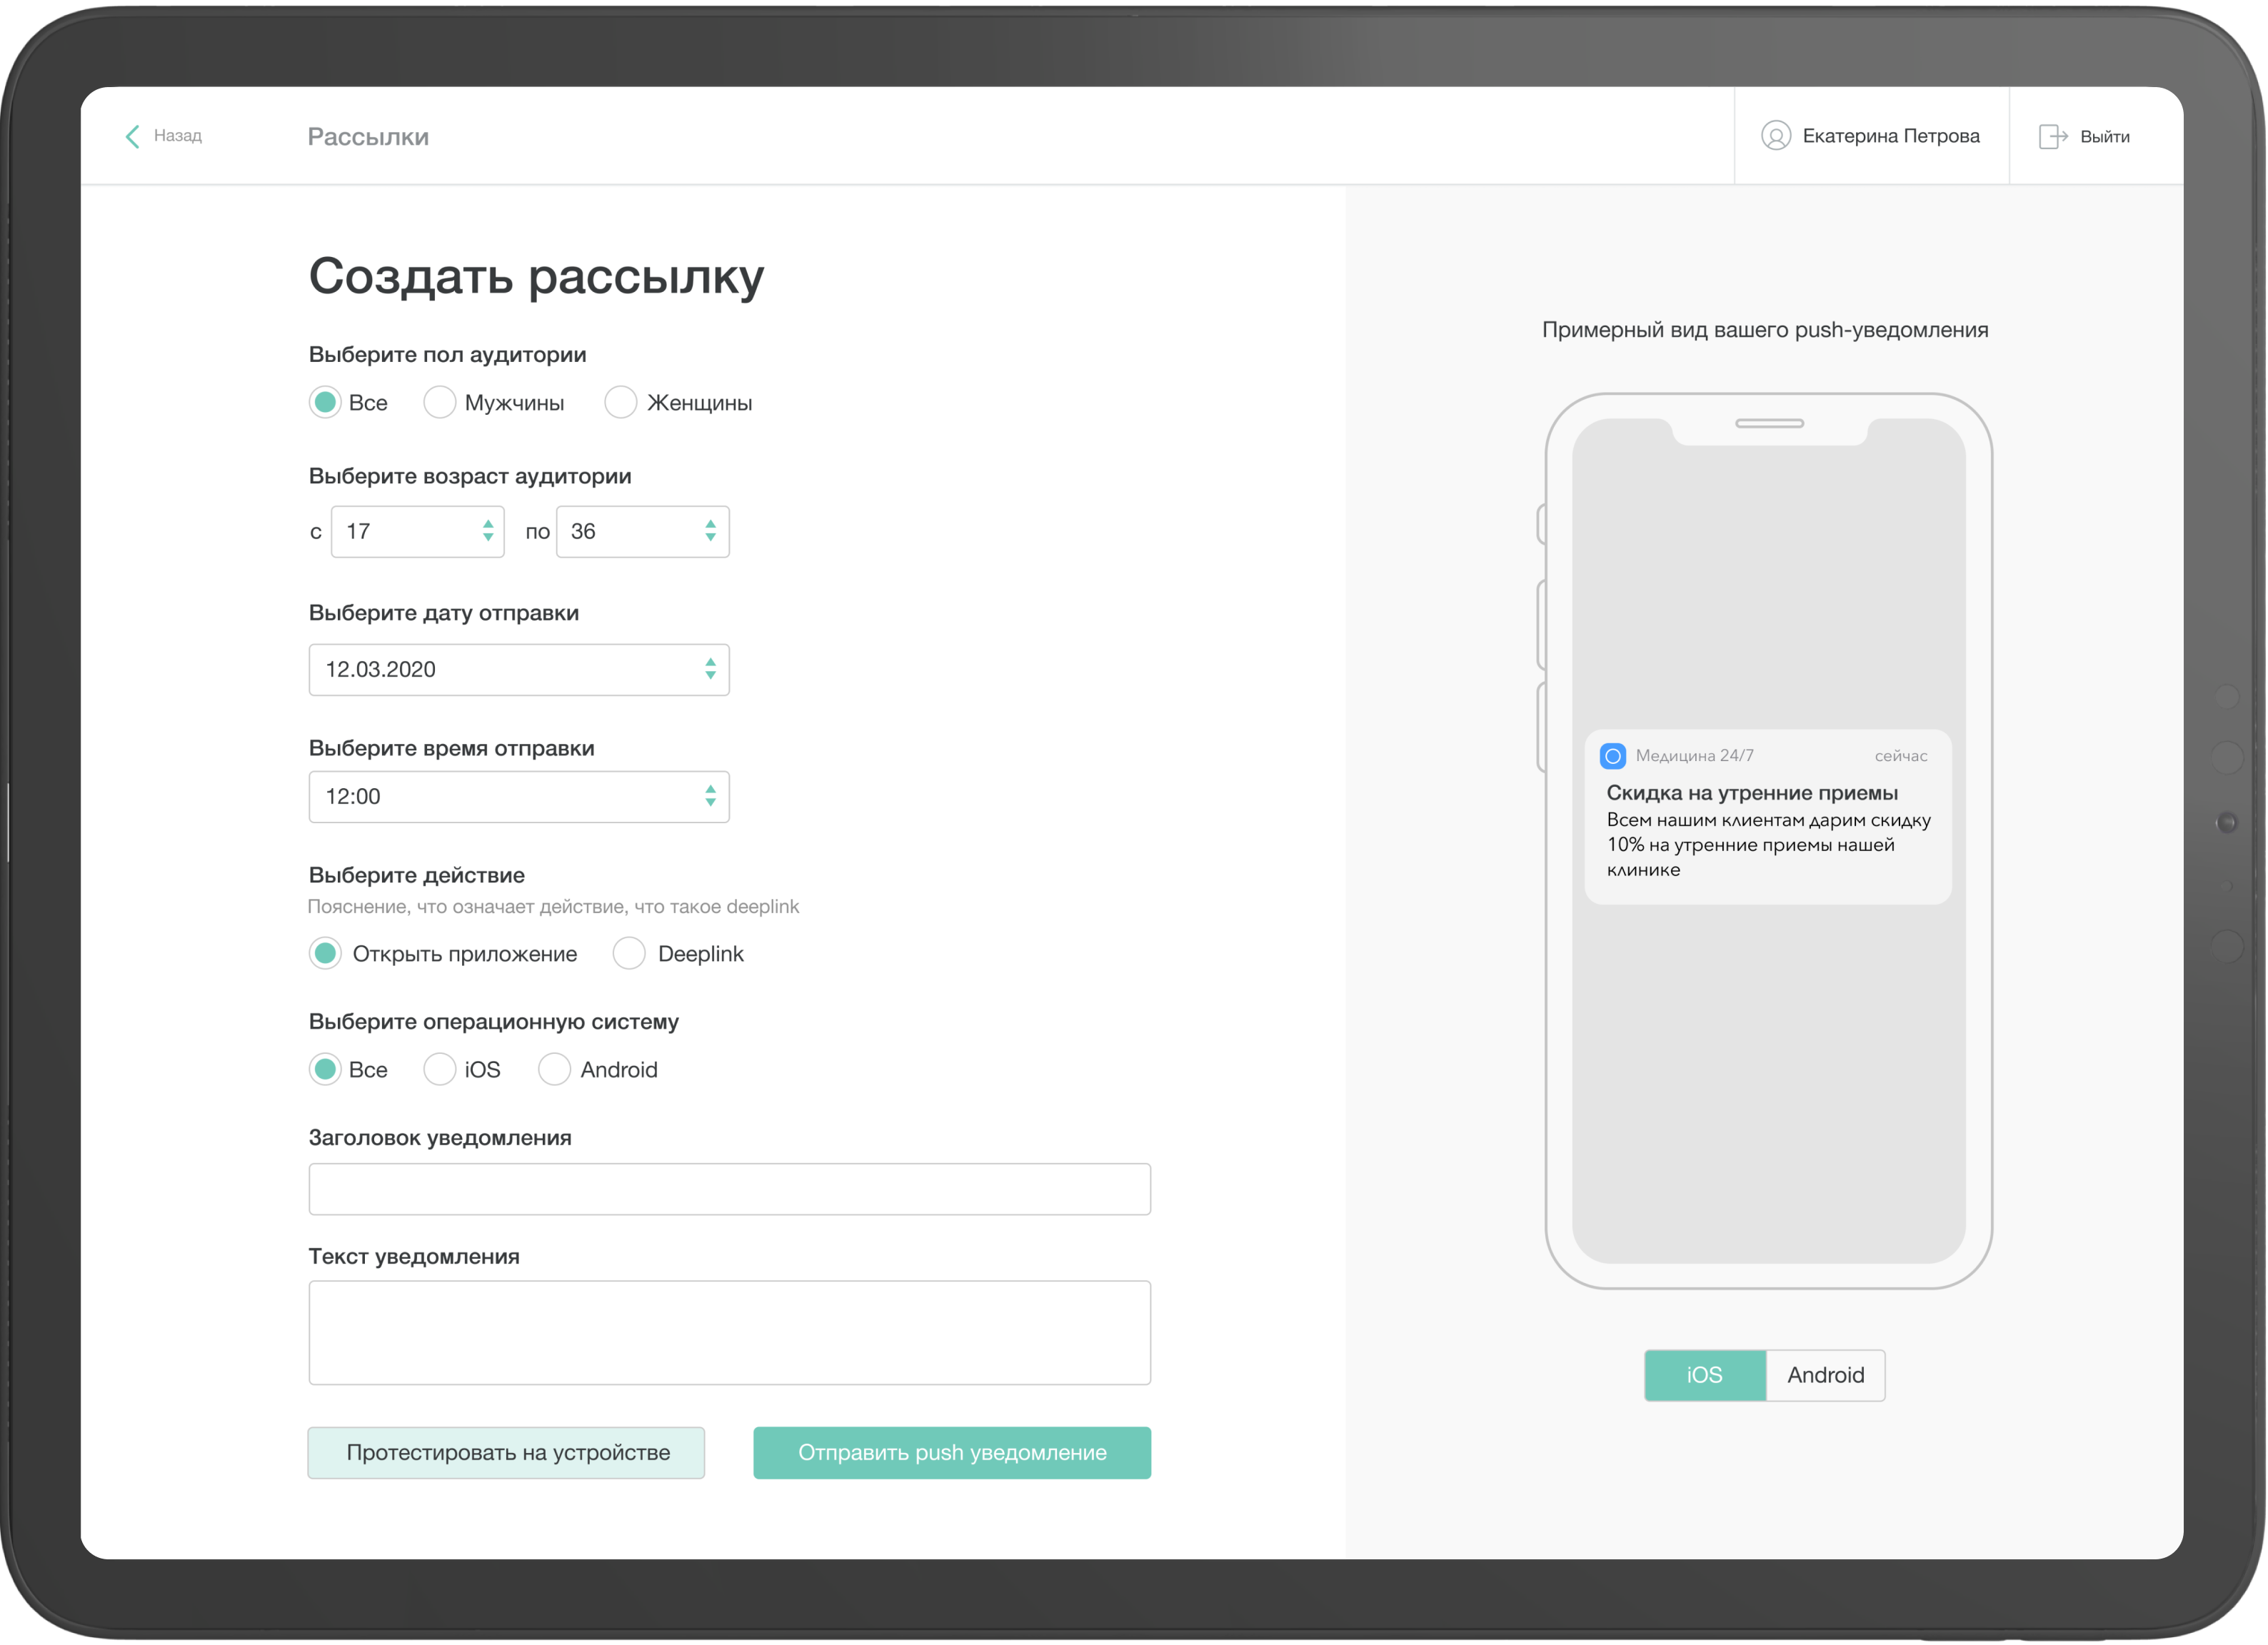 Назад
Рассылки
Екатерина Петрова
Выйти
Создать рассылку
Выберите пол аудитории
Все
Мужчины
Женщины
Выберите возраст аудитории
с 17
по 36
Выберите дату отправки
12.03.2020
Выберите время отправки
12:00
Выберите действие
Пояснение, что означает действие, что такое deeplink
Открыть приложение
Deeplink
Выберите операционную систему
Все
iOS
Android
Заголовок уведомления
Текст уведомления
Протестировать на устройстве
Отправить push уведомление
Примерный вид вашего push-уведомления
Медицина 24/7
сейчас
Скидка на утренние приемы
Всем нашим клиентам дарим скидку
10% на утренние приемы нашей
клинике
iOS
Android